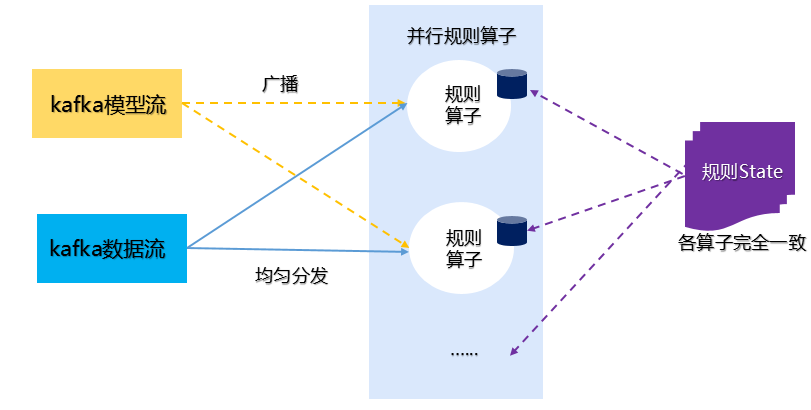 并行规则算子
kafka模型流
广播
规则
算子
规则State
各算子完全一致
kafka数据流
均匀分发
规则
算子
......